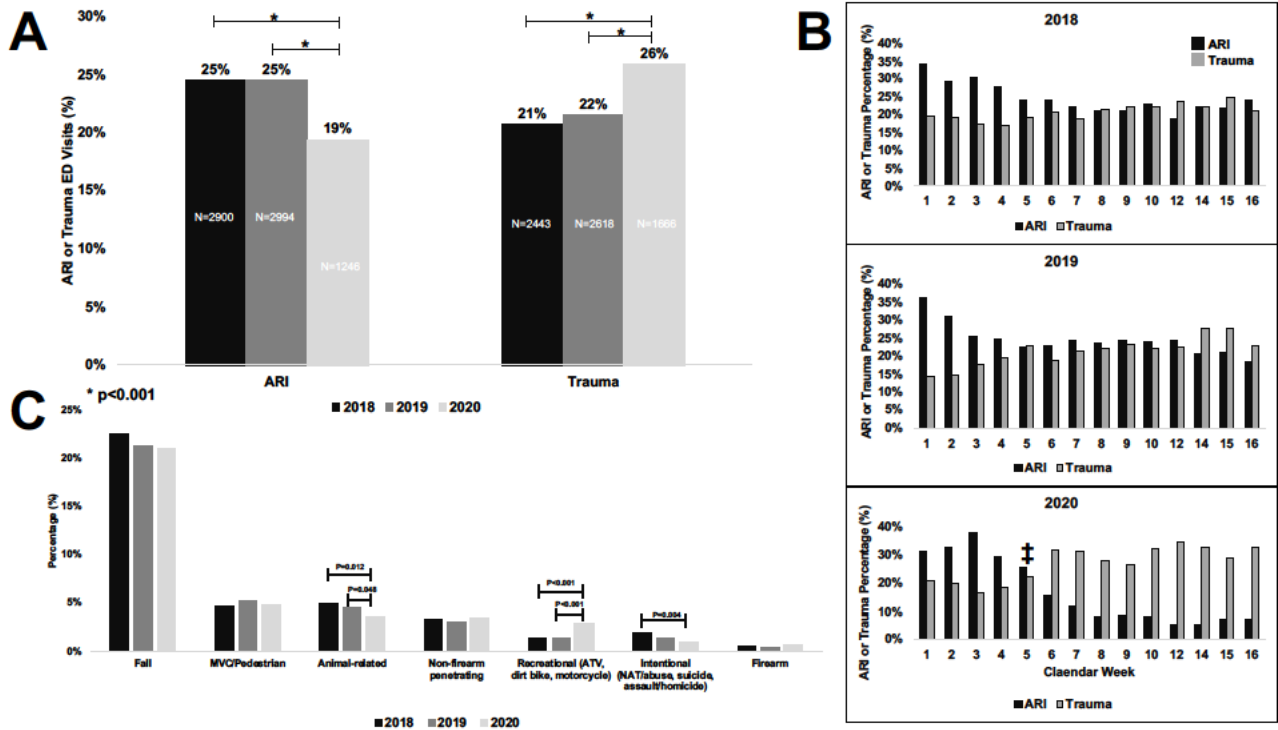 A
ARI or Trauma ED Visits (%)
30%
25%
20%
15%
10%
5%
0%
*
*
25%
25%
19%
N=2900
N=2994
N=1246
ARI
*
*
21%
22%
26%
N=2443
N=2618
N=1666
Trauma
2018 2019 2020
* p<0.001
B
2018
ARI
Trauma
ARI or Trauma Percentage (%)
40%
35%
30%
25%
20%
15%
10%
5%
0%
1 2 3 4 5 6 7 8 9 10 12 14 15 16
ARI Trauma
2019
ARI or Trauma Percentage (%)
40%
35%
30%
25%
20%
15%
10%
5%
0%
1 2 3 4 5 6 7 8 9 10 12 14 15 16
ARI Trauma
2020
ARI or Trauma Percentage (%)
40%
30%
20%
10%
0%
‡
1 2 3 4 5 6 7 8 9 10 12 14 15 16
Claendar Week
ARI Trauma
C
Percentage (%)
25%
20%
15%
10%
5%
0%
P=0.012
P=0.048
P<0.001
P<0.001
P=0.004
Fall MVC/Pedestrian Animal-related Non-firearm Recreational (ATV, Intentional Firearm
penetrating dirt bike, motorcycle) (NAT/abuse, suicide,
assault/homicide)
2018 2019 2020